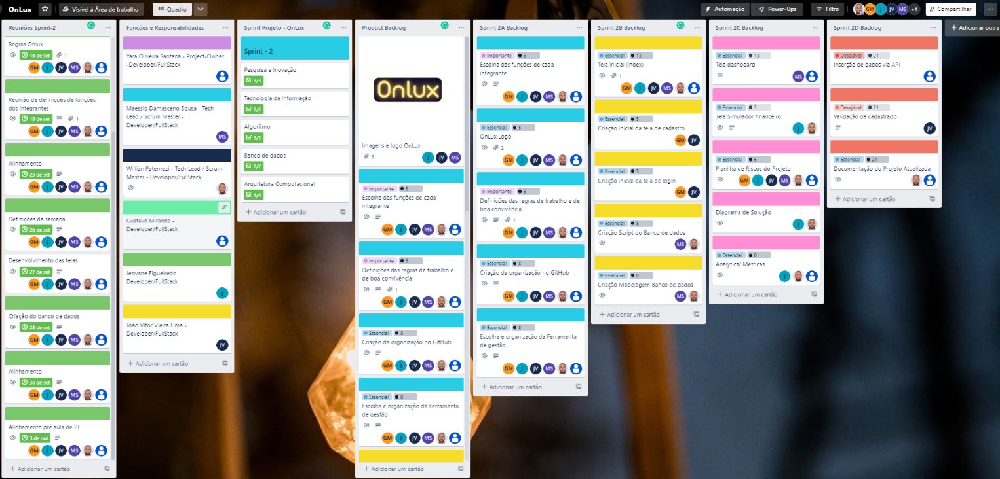 OnLux
Visível à Área de trabalho
Quadro
Automação
Power-Ups
Filtro
GM
J
JV
MS
+1
Compartilhar
Reuniões Sprint-2
Regras Onlux
16 de set
1
GM J JV MS
Reunião de definições de funções
dos integrantes
19 de set
1
GM J JV MS
Alinhamento
23 de set
GM J JV MS
Definições da semana
26 de set
GM J JV MS
Desenvolvimento das telas
27 de set
GM J JV MS
Criação do banco de dados
28 de set
GM J JV MS
Alinhamento
30 de set
GM J JV MS
Alinhamento pré aula de PI
3 de out
GM J JV MS
+ Adicionar um cartão
Funções e Responsabilidades
Yara Oliveira Santana - Project-Owner
-Developer/FullStack
Maessio Damasceno Sousa - Tech
Lead / Scrum Master -
Developer/FullStack
MS
Willian Paternezi - Tech Lead / Scrum
Master - Developer/FullStack
Gustavo Miranda -
Developer/FullStack
Jeovane Figueiredo -
Developer/FullStack
J
João Vitor Vieira Lima -
Developer/FullStack
JV
+ Adicionar um cartão
Sprint Projeto - OnLux
Sprint - 2
Pesquisa e Inovação
3/3
Tecnologia da informação
2/2
Algoritmo
3/3
Banco de dados
2/2
Arquitetura Computacional
4/4
+ Adicionar um cartão
Product Backlog
Onlux
Imagens e logo OnLux
3
J JV MS
Importante 3
Escolha das funções de cada
integrante
GM J JV MS
Importante 3
Definições das regras de trabalho e
de boa convivência
1
GM J JV MS
Essencial 8
Criação da organização no GitHub
GM J JV MS
Essencial 8
Escolha e organização da Ferramenta
de gestão
GM J JV MS
+ Adicionar um cartão
Sprint 2A Backlog
Importante 3
Escolha das funções de cada
integrante
GM J JV MS
Essencial 5
OnLux Logo
2
GM J JV MS
Importante 3
Definições das regras de trabalho e de
boa convivência
1
GM J JV MS
Essencial 8
Criação da organização no GitHub
GM J JV MS
Essencial 8
Escolha e organização da Ferramenta
de gestão
GM J JV MS
+ Adicionar um cartão
Sprint 2B Backlog
Essencial 13
Tela inicial (Index)
1
GM J JV MS
Essencial 5
Criação inicial da tela de cadastro
GM JV
Essencial 5
Criação inicial da tela de login
GM JV
Essencial 8
Criação Script do Banco de dados
MS
Essencial 8
Criação Modelagem Banco de dados
MS
+ Adicionar um cartão
Sprint 2C Backlog
Essencial 13
Tela dashboard
MS
Essencial 3
Tela Simulador financeiro
J
Essencial 5
Planilha de Riscos do Projeto
GM J JV MS
Diagrama de Solução
J
Essencial 8
Analytics/ Métricas
J
+ Adicionar um cartão
Sprint 2D Backlog
Desejável 21
Inserção de dados via API
Desejável 21
Validação de cadastrado
JV
Essencial 21
Documentação do Projeto Atualizada
+ Adicionar um cartão
+ Adicionar outra